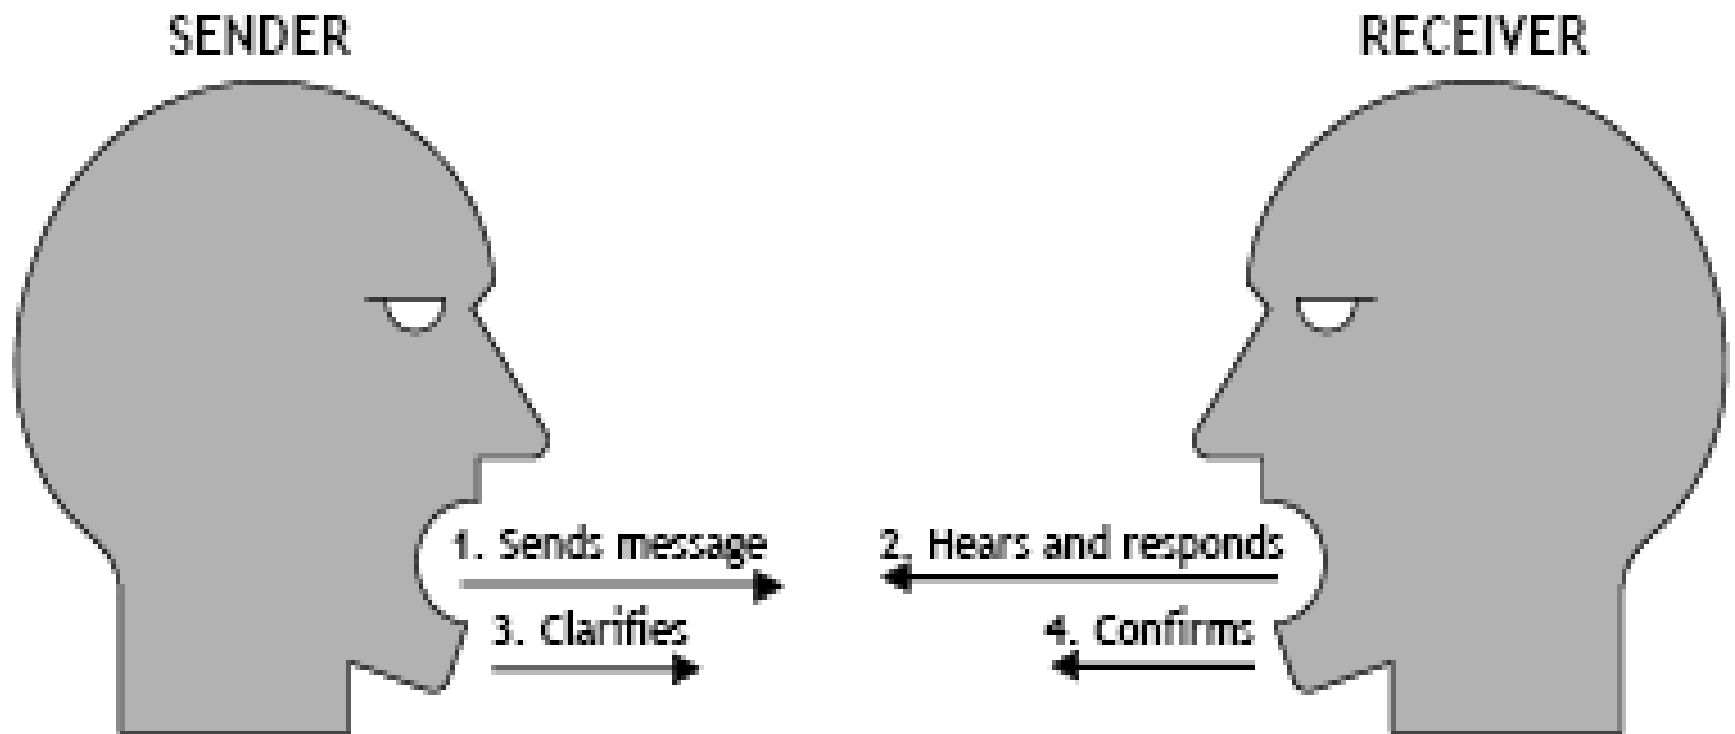 SENDER
RECEIVER
1. Sends message
2. Hears and responds
3. Clarifies
4. Confirms